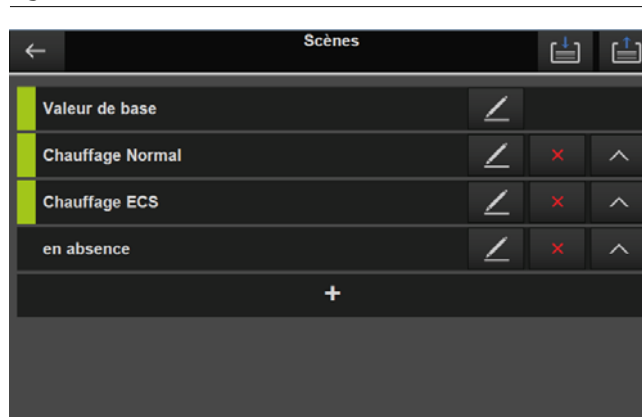 Scènes
Valeur de base
Chauffage Normal
Chauffage ECS
en absence
+